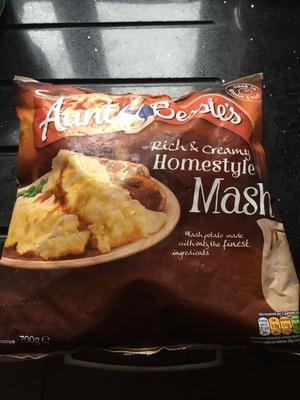 Aunt Bessie's
Rich & Creamy
Homestyle
Mash
Mash potato made
with only the finest
ingredients
700g e